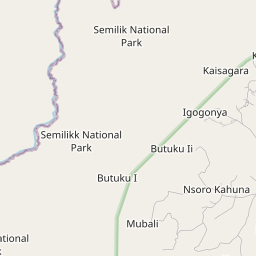 Semilik National
Park
Kaisagara
Igogonya
Semilikk National
Park
Butuku Ii
Butuku I
Nsoro Kahuna
Mubali
ational
k